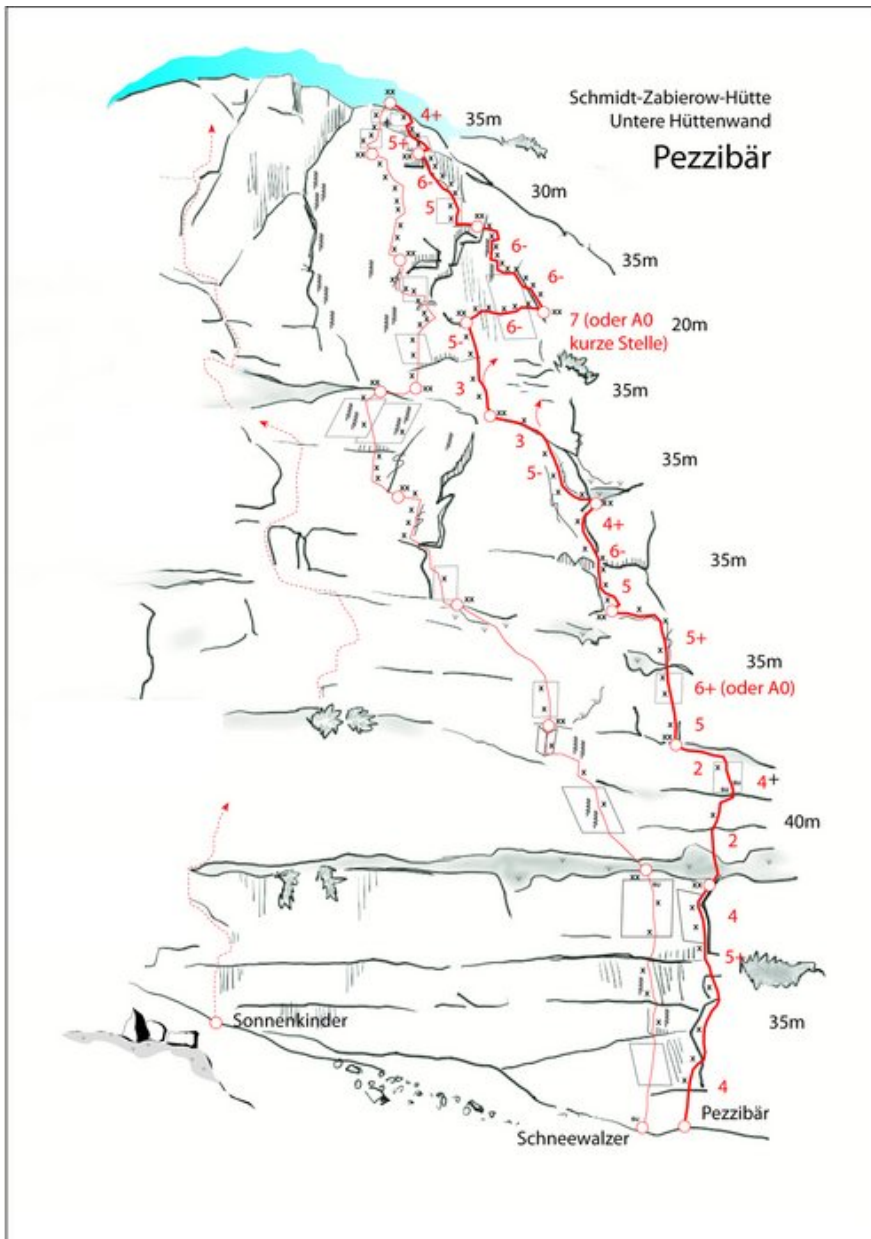 Schmidt-Zabierow-Hütte
Untere Hüttenwand
Pezzibär
4+
35m
5+
6-
30m
5
6-
35m
6-
7 (oder A0
kurze Stelle)
20m
6-
5-
35m
3
3
35m
5-
4+
6-
35m
5
5+
35m
6+ (oder A0)
5
2
4+
40m
2
4
5+
Sonnenkinder
35m
4
Pezzibär
Schneewalzer